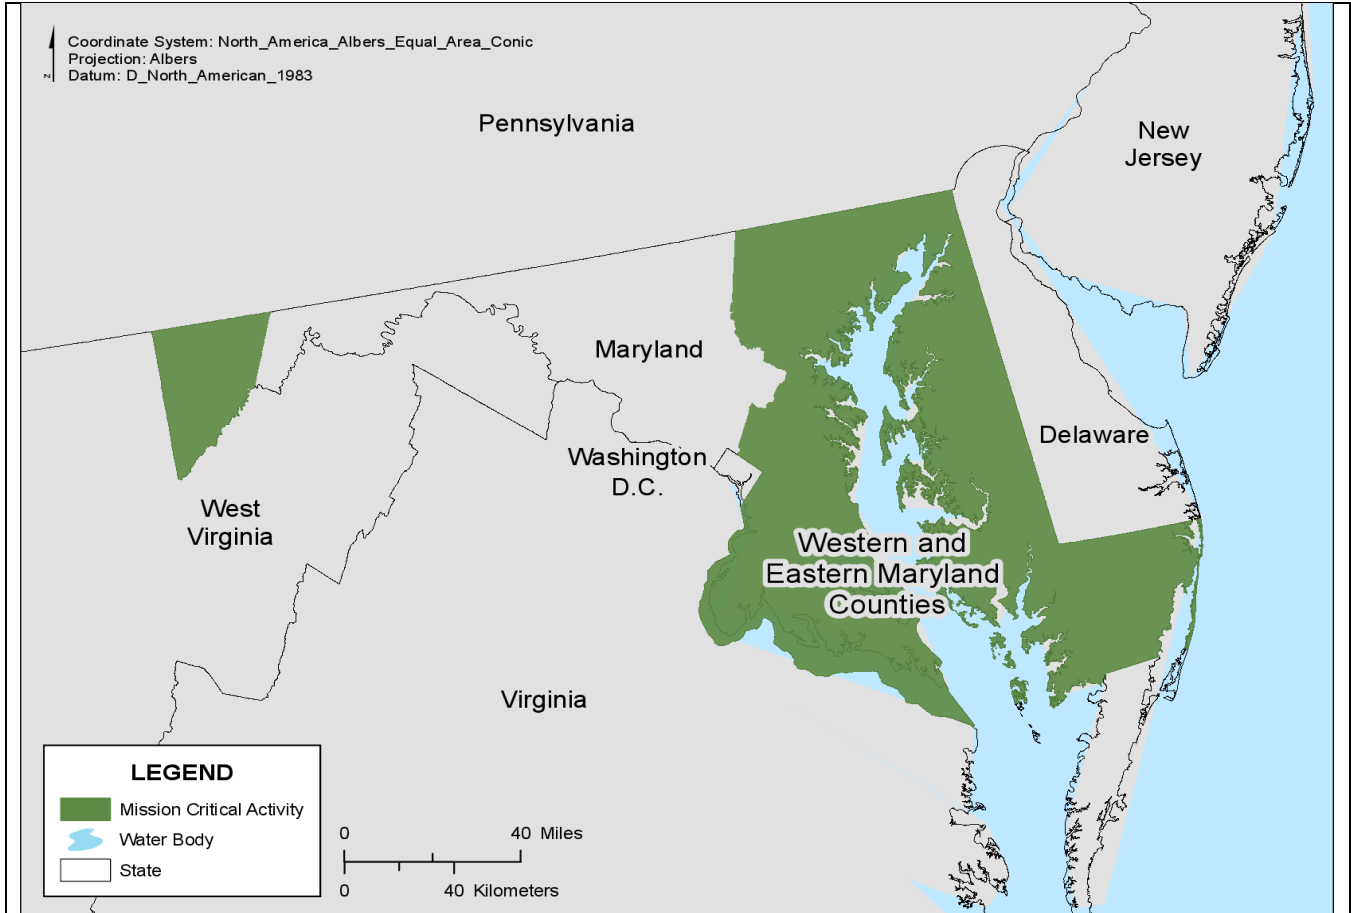 Coordinate System: North_America_Albers_Equal_Area_Conic
Projection: Albers
Datum: D_North_American_1983
N
Pennsylvania
New
Jersey
Maryland
Delaware
Washington
D.C.
West
Virginia
Western and
Eastern Maryland
Counties
Virginia
LEGEND
Mission Critical Activity
Water Body
State
0 40 Miles
0 40 Kilometers